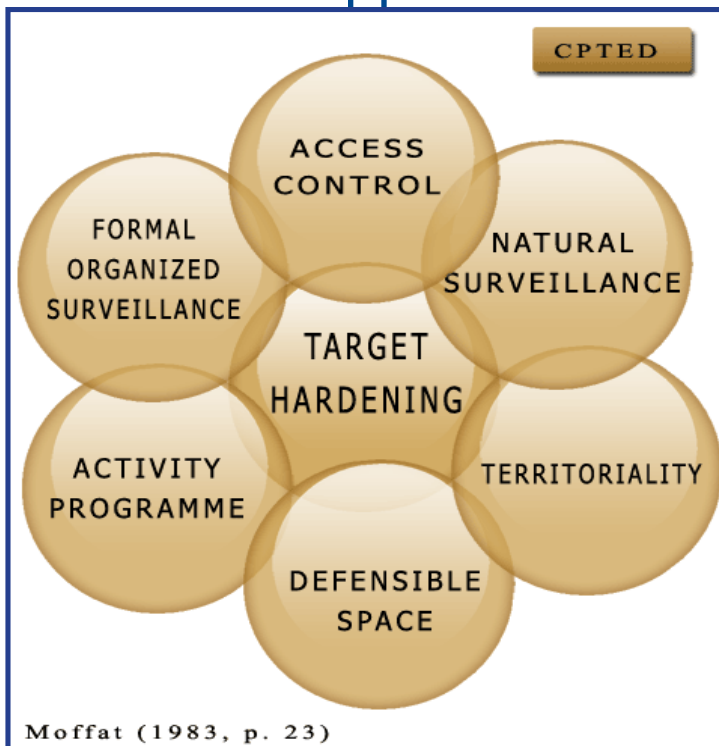 CPTED
ACCESS
CONTROL
FORMAL
ORGANIZED
SURVEILLANCE
NATURAL
SURVEILLANCE
TARGET
HARDENING
ACTIVITY
PROGRAMME
TERRITORIALITY
DEFENSIBLE
SPACE
Moffat (1983, p. 23)